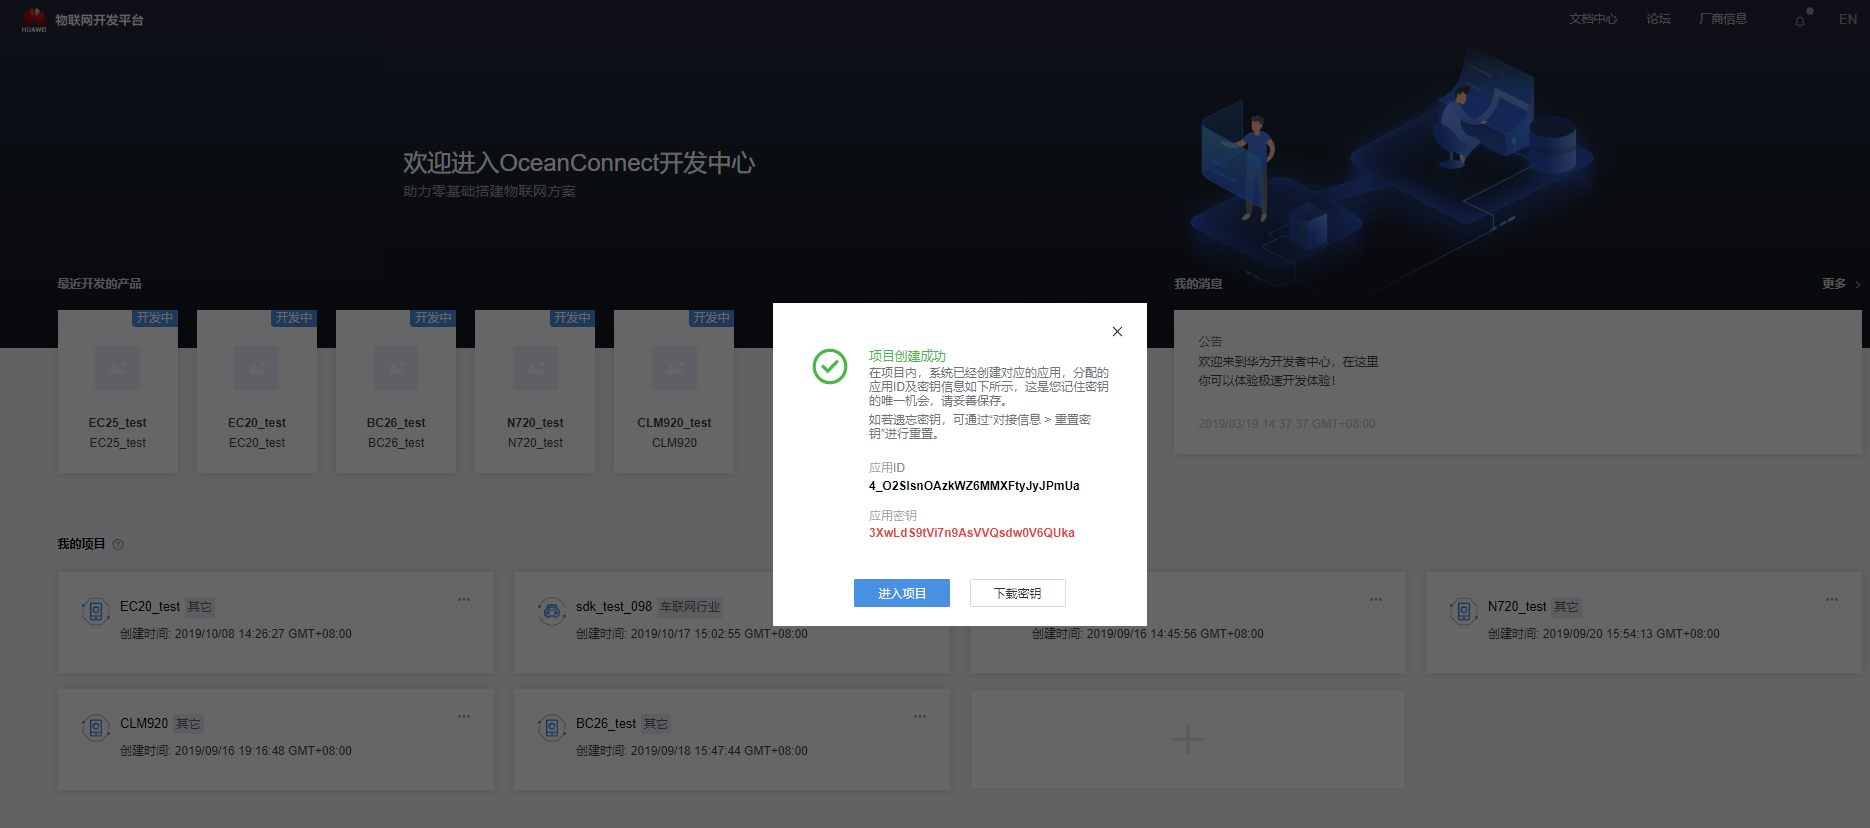 HUAWEI
物联网开发平台
文档中心
论坛
厂商信息
EN
欢迎进入OceanConnect开发中心
助力零基础搭建物联网方案
最近开发的产品
我的消息
更多
开发中
开发中
开发中
开发中
开发中
EC25_test
EC25_test
EC20_test
EC20_test
BC26_test
BC26_test
N720_test
N720_test
CLM920_test
CLM920
公告
欢迎来到华为开发者中心，在这里
你可以体验极速开发体验！
2019/03/19 14:37:37 GMT+08:00
项目创建成功
在项目内，系统已经创建对应的应用，分配的
应用ID及密钥信息如下所示，这是您记住密钥
的唯一机会，请妥善保存。
如若遗忘密钥，可通过“对接信息 > 重置密
钥”进行重置。
应用ID
4_O2SlsnOAzkWZ6MMXFtyJyJPmUa
应用密钥
3XwLdS9tVi7n9AsVVQsdw0V6QUka
进入项目
下载密钥
我的项目
EC20_test 其它
创建时间: 2019/10/08 14:26:27 GMT+08:00
sdk_test_098 车联网行业
创建时间: 2019/10/17 15:02:55 GMT+08:00
创建时间: 2019/09/16 14:45:56 GMT+08:00
N720_test 其它
创建时间: 2019/09/20 15:54:13 GMT+08:00
CLM920 其它
创建时间: 2019/09/16 19:16:48 GMT+08:00
BC26_test 其它
创建时间: 2019/09/18 15:47:44 GMT+08:00